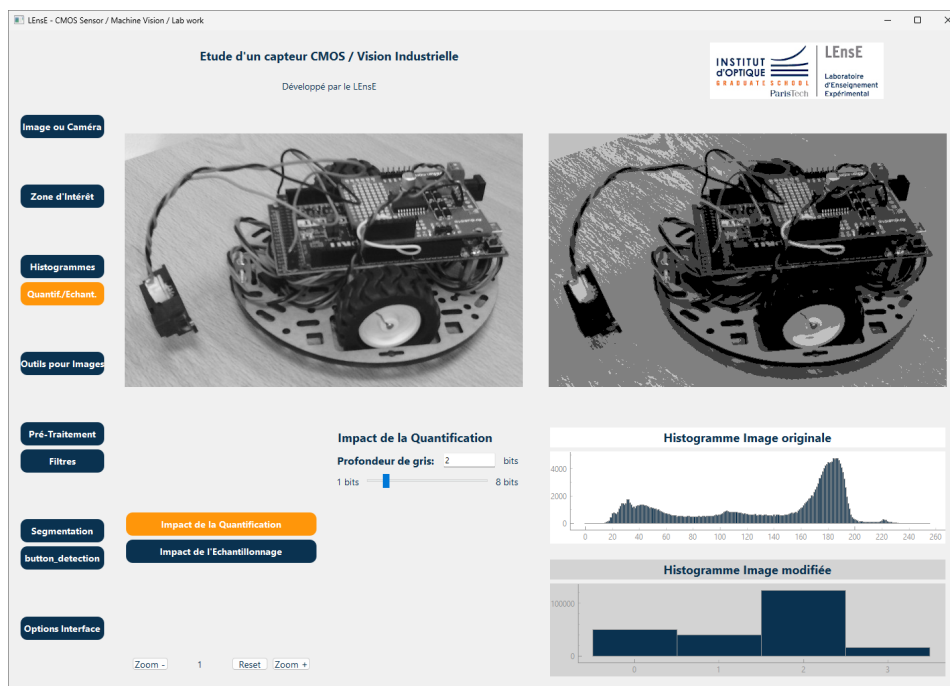 LEnsE - CMOS Sensor / Machine Vision / Lab work
Etude d'un capteur CMOS / Vision Industrielle
Développé par le LEnsE
INSTITUT
d'OPTIQUE
GRADUATE SCHOOL
ParisTech
LEnsE
Laboratoire
d'Enseignement
Expérimental
Image ou Caméra
Zone d'Intérêt
Histogrammes
Quantif./Echant.
Outils pour Images
Pré-Traitement
Filtres
Segmentation
button_detection
Options Interface
Impact de la Quantification
Impact de l'Echantillonnage
Zoom -
1
Reset
Zoom +
Impact de la Quantification
Profondeur de gris: 2 bits
1 bits 8 bits
Histogramme Image originale
4000
2000
0
0 20 40 60 80 100 120 140 160 180 200 220 240 260
Histogramme Image modifiée
100000
0
0 1 2 3